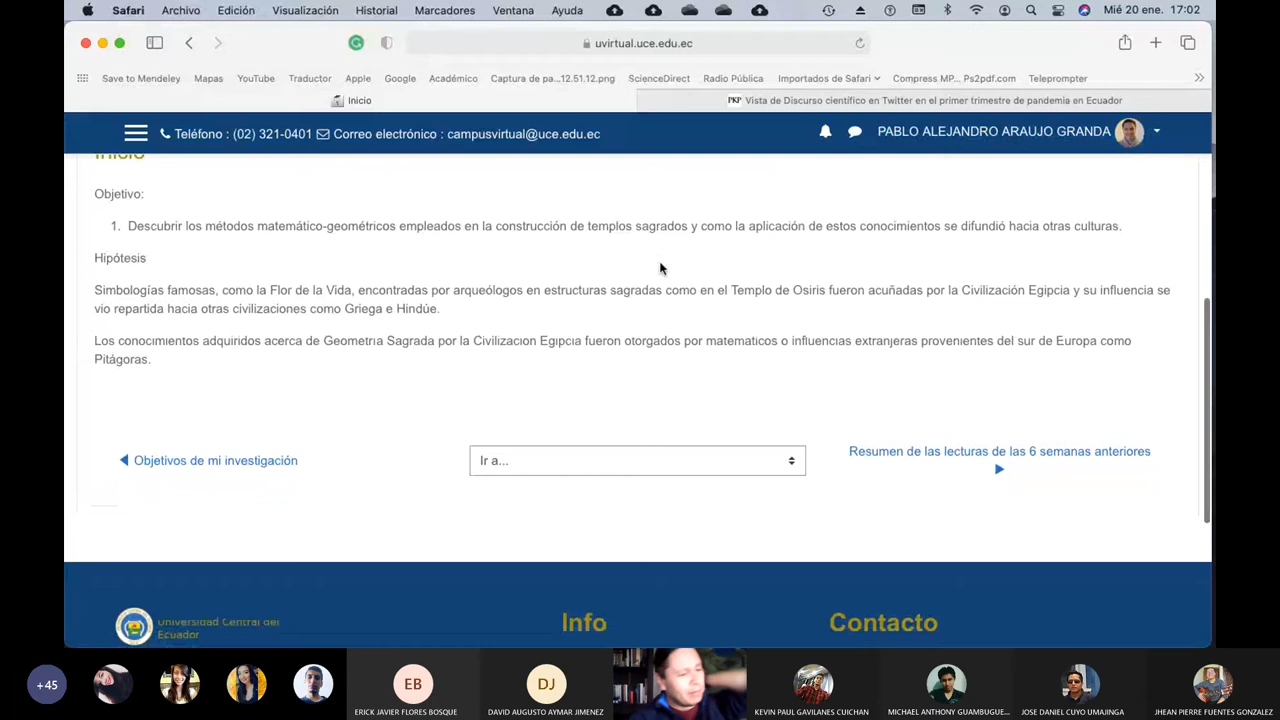 Safari Archivo Edición Visualización Historial Marcadores Ventana Ayuda Mié 20 ene. 17:02
uvirtual.uce.edu.ec
Save to Mendeley Mapas YouTube Traductor Apple Google Académico Captura de pa...12.51.12.png ScienceDirect Radio Pública Importados de Safari Compress MP... Ps2pdf.com Teleprompter
Inicio PKP Vista de Discurso científico en Twitter en el primer trimestre de pandemia en Ecuador
Teléfono : (02) 321-0401 Correo electrónico : campusvirtual@uce.edu.ec PABLO ALEJANDRO ARAUJO GRANDA
Inicio
Objetivo:
1. Descubrir los métodos matemático-geométricos empleados en la construcción de templos sagrados y como la aplicación de estos conocimientos se difundió hacia otras culturas.
Hipótesis
Simbologías famosas, como la Flor de la Vida, encontradas por arqueólogos en estructuras sagradas como en el Templo de Osiris fueron acuñadas por la Civilización Egipcia y su influencia se
vio repartida hacia otras civilizaciones como Griega e Hindúe.
Los conocimientos adquiridos acerca de Geometría Sagrada por la Civilización Egipcia fueron otorgados por matemáticos o influencias extranjeras provenientes del sur de Europa como
Pitágoras.
Objetivos de mi investigación Ir a... Resumen de las lecturas de las 6 semanas anteriores
Universidad Central del
Ecuador
Info Contacto
+45 EB DJ
ERICK JAVIER FLORES BOSQUE DAVID AUGUSTO AYMAR JIMENEZ KEVIN PAUL GAVILANES CUICHAN MICHAEL ANTHONY GUAMBUGUE... JOSE DANIEL CUYO UMAJINGA JHEAN PIERRE FUENTES GONZALEZ